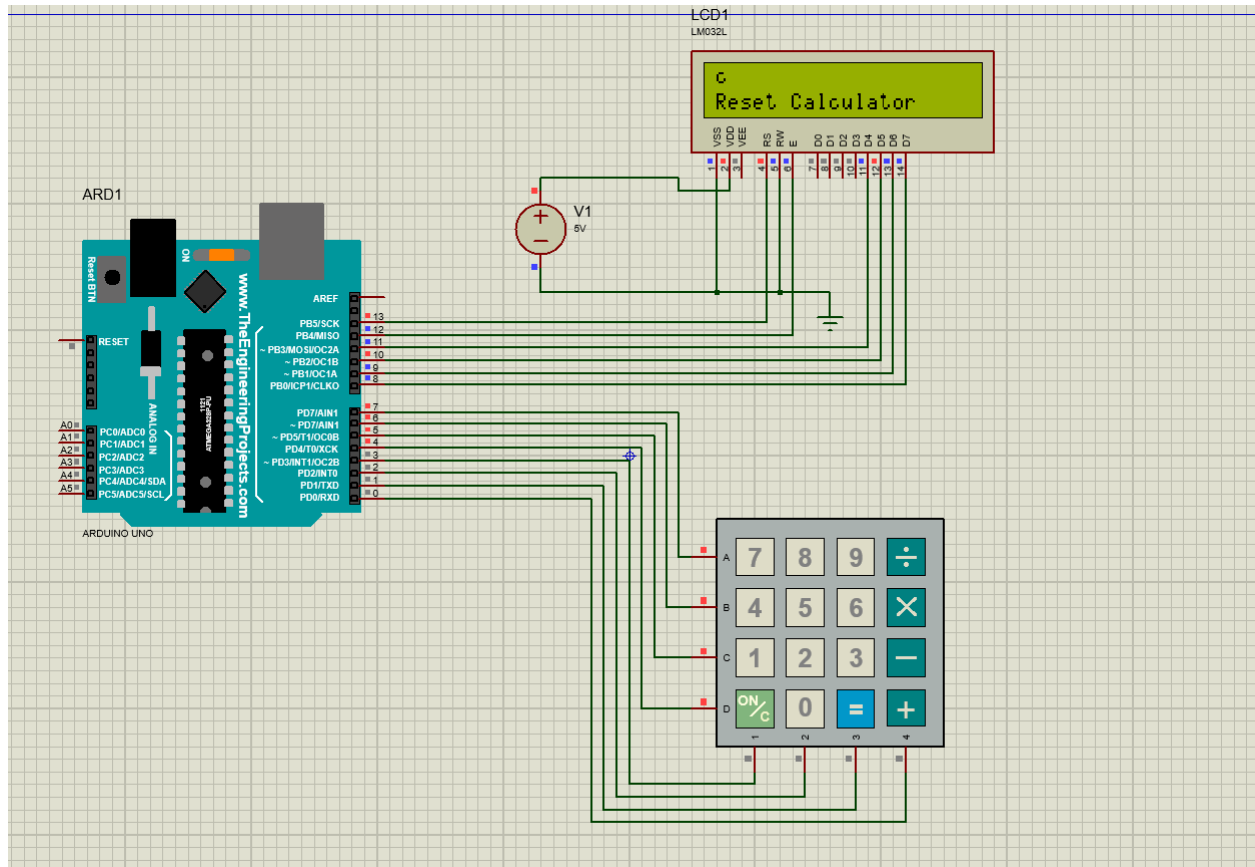 LCD1
LM032L
c
Reset Calculator
VSS
VDD
VEE
RS
RW
E
D0
D1
D2
D3
D4
D5
D6
D7
1
2
3
4
5
6
7
8
9
10
11
12
13
14
V1
5V
+
−
ARD1
Reset BTN
ON
www.TheEngineeringProjects.com
RESET
AREF
PB5/SCK 13
PB4/MISO 12
~ PB3/MOSI/OC2A 11
~ PB2/OC1B 10
~ PB1/OC1A 9
PB0/ICP1/CLKO 8
PD7/AIN1 7
~ PD7/AIN1 6
~ PD5/T1/OC0B 5
PD4/T0/XCK 4
~ PD3/INT1/OC2B 3
PD2/INT0 2
PD1/TXD 1
PD0/RXD 0
ANALOG IN
1121
ATMEGA328P-PU
A0 PC0/ADC0
A1 PC1/ADC1
A2 PC2/ADC2
A3 PC3/ADC3
A4 PC4/ADC4/SDA
A5 PC5/ADC5/SCL
ARDUINO UNO
A 7 8 9 ÷
B 4 5 6 ×
C 1 2 3 −
D ON/C 0 = +
1 2 3 4